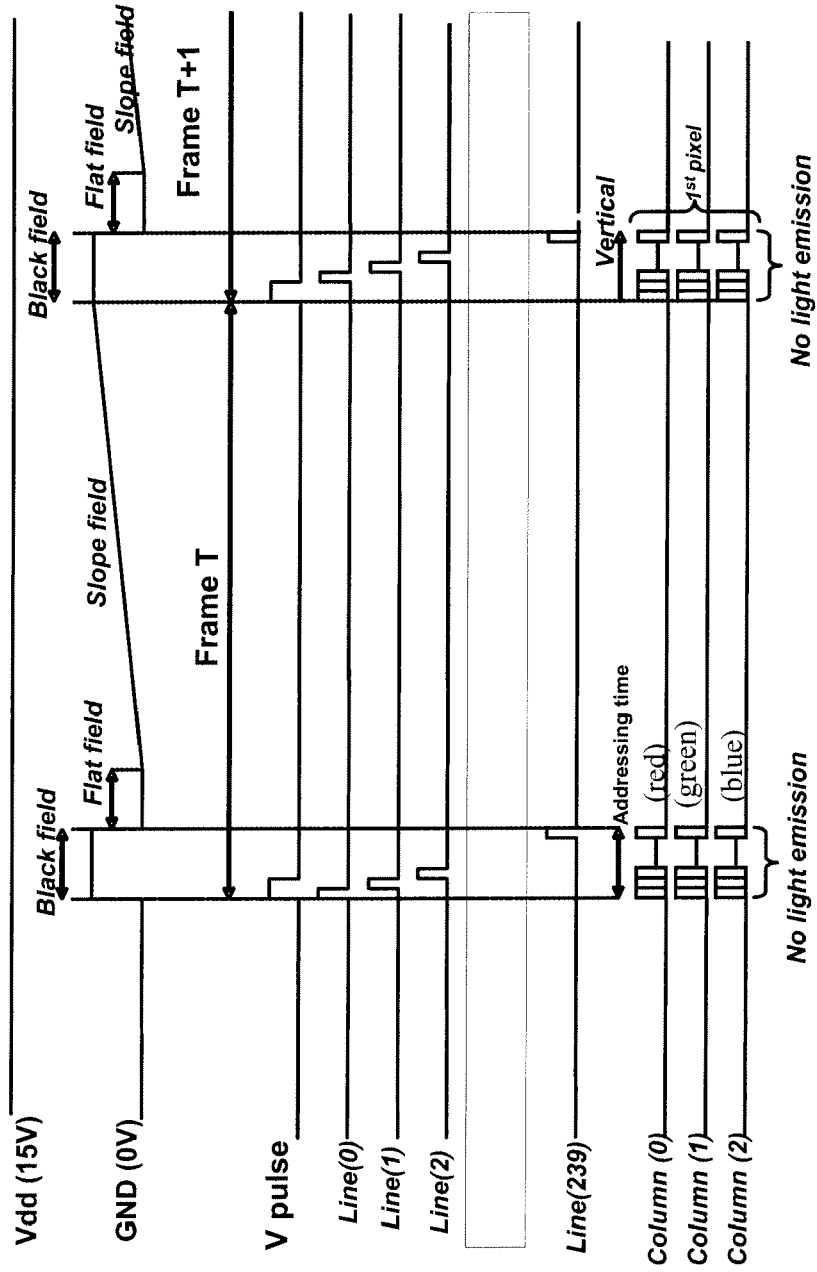 Vdd (15V)
Black field
Black field
Flat field
Flat field
Slope field
Slope field
GND (0V)
Frame T
Frame T+1
V pulse
Line(0)
Line(1)
Line(2)
Line(239)
Addressing time
Vertical
Column (0)
(red)
Column (1)
(green)
1st pixel
Column (2)
(blue)
No light emission
No light emission